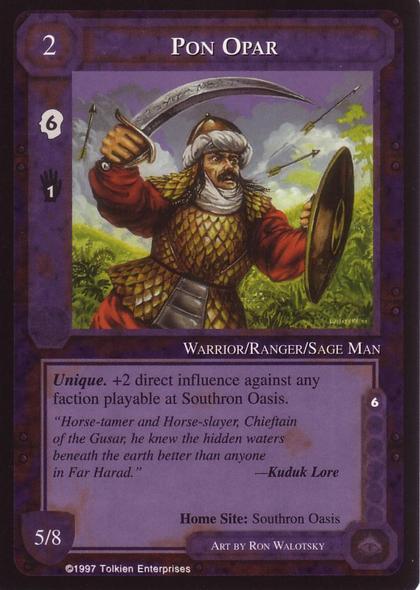 2
PON OPAR
6
1
WARRIOR/RANGER/SAGE MAN
Unique. +2 direct influence against any
faction playable at Southron Oasis.
6
“Horse-tamer and Horse-slayer, Chieftain
of the Gusar, he knew the hidden waters
beneath the earth better than anyone
in Far Harad.” —Kuduk Lore
Home Site: Southron Oasis
5/8
ART BY RON WALOTSKY
©1997 Tolkien Enterprises